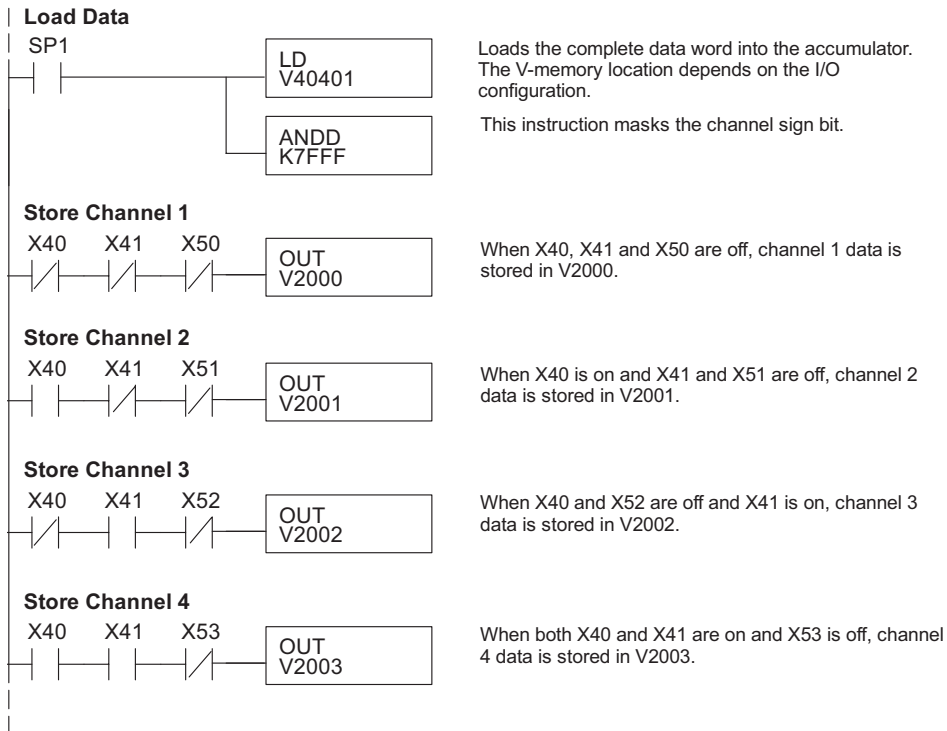 Load Data
SP1
LD
V40401
Loads the complete data word into the accumulator.
The V-memory location depends on the I/O
configuration.
ANDD
K7FFF
This instruction masks the channel sign bit.
Store Channel 1
X40 X41 X50
OUT
V2000
When X40, X41 and X50 are off, channel 1 data is
stored in V2000.
Store Channel 2
X40 X41 X51
OUT
V2001
When X40 is on and X41 and X51 are off, channel 2
data is stored in V2001.
Store Channel 3
X40 X41 X52
OUT
V2002
When X40 and X52 are off and X41 is on, channel 3
data is stored in V2002.
Store Channel 4
X40 X41 X53
OUT
V2003
When both X40 and X41 are on and X53 is off, channel
4 data is stored in V2003.